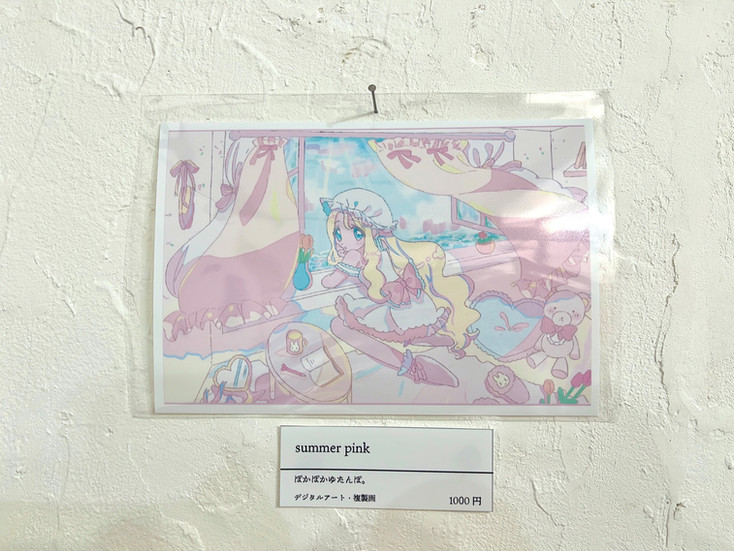 summer pink
ぽかぽかゆたんぽ。
デジタルアート・複製画
1000 円